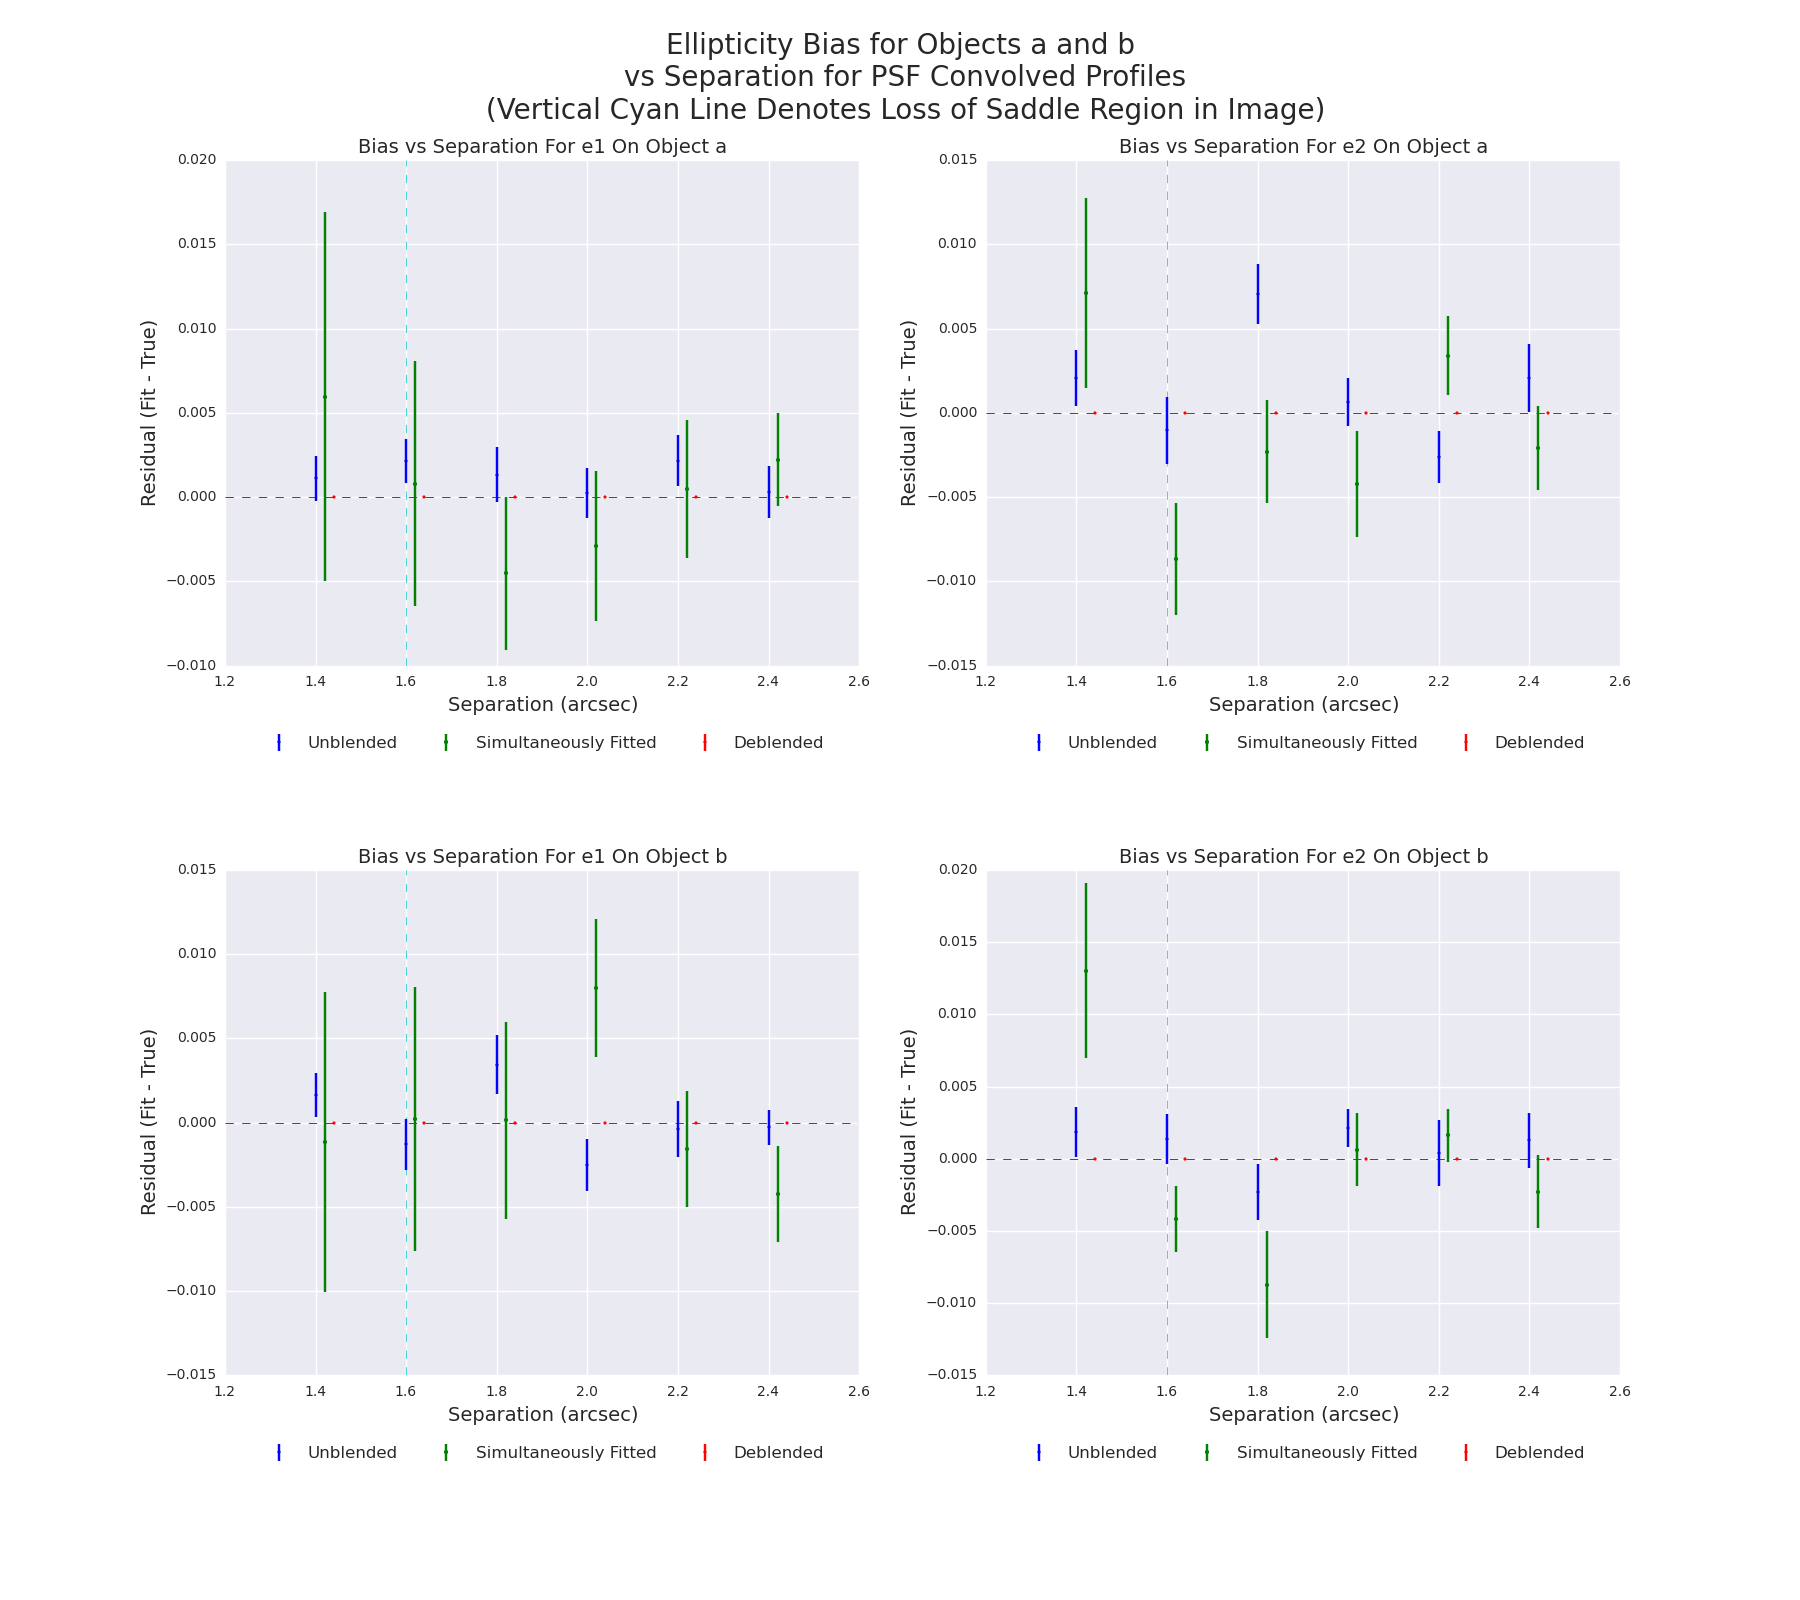 Ellipticity Bias for Objects a and b
vs Separation for PSF Convolved Profiles
(Vertical Cyan Line Denotes Loss of Saddle Region in Image)
Bias vs Separation For e1 On Object a
0.020
0.015
0.010
0.005
0.000
−0.005
−0.010
Residual (Fit - True)
1.2 1.4 1.6 1.8 2.0 2.2 2.4 2.6
Separation (arcsec)
Unblended Simultaneously Fitted Deblended
Bias vs Separation For e2 On Object a
0.015
0.010
0.005
0.000
−0.005
−0.010
−0.015
Residual (Fit - True)
1.2 1.4 1.6 1.8 2.0 2.2 2.4 2.6
Separation (arcsec)
Unblended Simultaneously Fitted Deblended
Bias vs Separation For e1 On Object b
0.015
0.010
0.005
0.000
−0.005
−0.010
−0.015
Residual (Fit - True)
1.2 1.4 1.6 1.8 2.0 2.2 2.4 2.6
Separation (arcsec)
Unblended Simultaneously Fitted Deblended
Bias vs Separation For e2 On Object b
0.020
0.015
0.010
0.005
0.000
−0.005
−0.010
−0.015
Residual (Fit - True)
1.2 1.4 1.6 1.8 2.0 2.2 2.4 2.6
Separation (arcsec)
Unblended Simultaneously Fitted Deblended